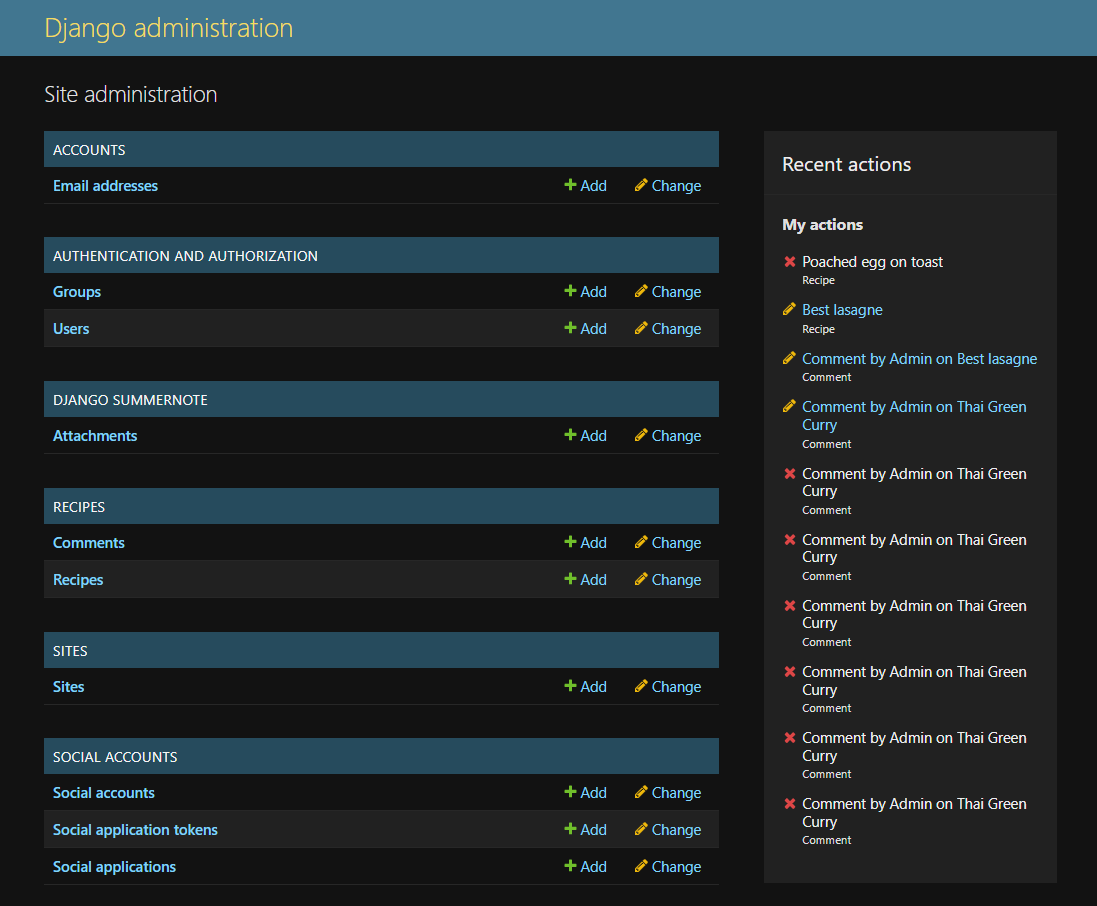 Django administration
Site administration
ACCOUNTS
Email addresses Add Change
AUTHENTICATION AND AUTHORIZATION
Groups Add Change
Users Add Change
DJANGO SUMMERNOTE
Attachments Add Change
RECIPES
Comments Add Change
Recipes Add Change
SITES
Sites Add Change
SOCIAL ACCOUNTS
Social accounts Add Change
Social application tokens Add Change
Social applications Add Change
Recent actions
My actions
Poached egg on toast
Recipe
Best lasagne
Recipe
Comment by Admin on Best lasagne
Comment
Comment by Admin on Thai Green
Curry
Comment
Comment by Admin on Thai Green
Curry
Comment
Comment by Admin on Thai Green
Curry
Comment
Comment by Admin on Thai Green
Curry
Comment
Comment by Admin on Thai Green
Curry
Comment
Comment by Admin on Thai Green
Curry
Comment
Comment by Admin on Thai Green
Curry
Comment